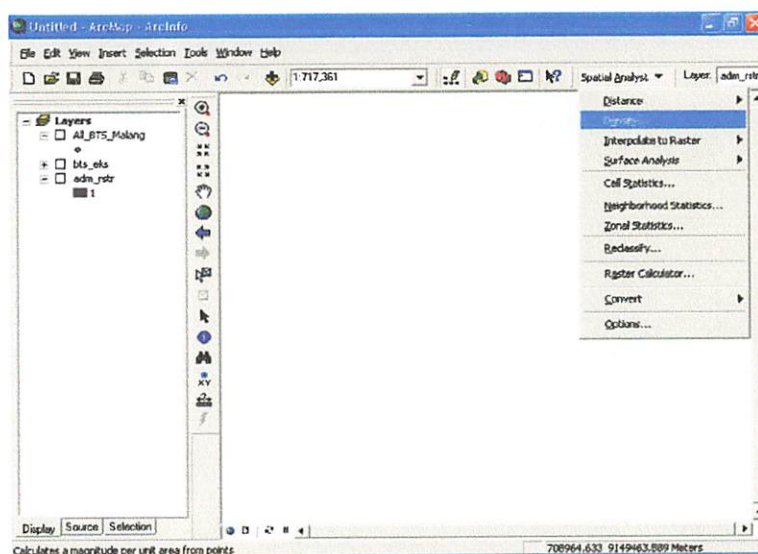 Untitled - ArcMap - ArcInfo
File Edit View Insert Selection Tools Window Help
1:717,361
Spatial Analyst
Layer: adm_rstr
Layers
All_BTS_Malang
bts_eks
adm_rstr
1
XY
Distance
Density...
Interpolate to Raster
Surface Analysis
Cell Statistics...
Neighborhood Statistics...
Zonal Statistics...
Reclassify...
Raster Calculator...
Convert
Options...
Display Source Selection
Calculates a magnitude per unit area from points
708964.633 9149463.889 Meters